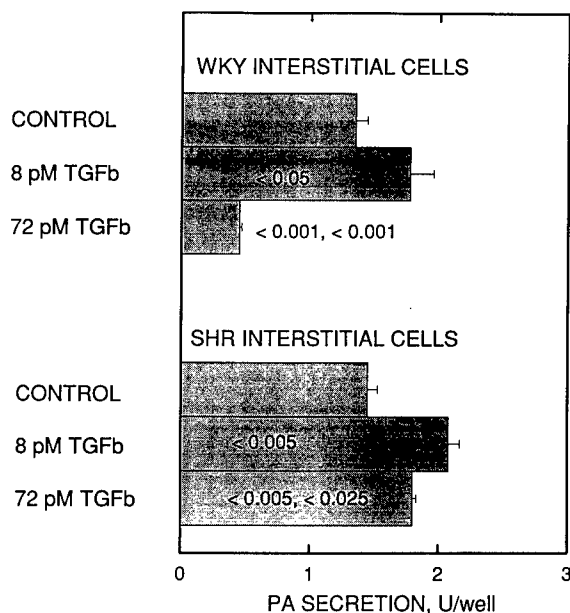 WKY INTERSTITIAL CELLS
CONTROL
8 pM TGFb
< 0.05
72 pM TGFb
< 0.001, < 0.001
SHR INTERSTITIAL CELLS
CONTROL
8 pM TGFb
< 0.005
72 pM TGFb
< 0.005, < 0.025
0 1 2 3
PA SECRETION, U/well